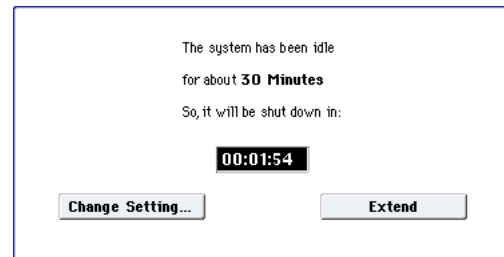 The system has been idle
for about 30 Minutes
So, it will be shut down in:
00:01:54
Change Setting... Extend